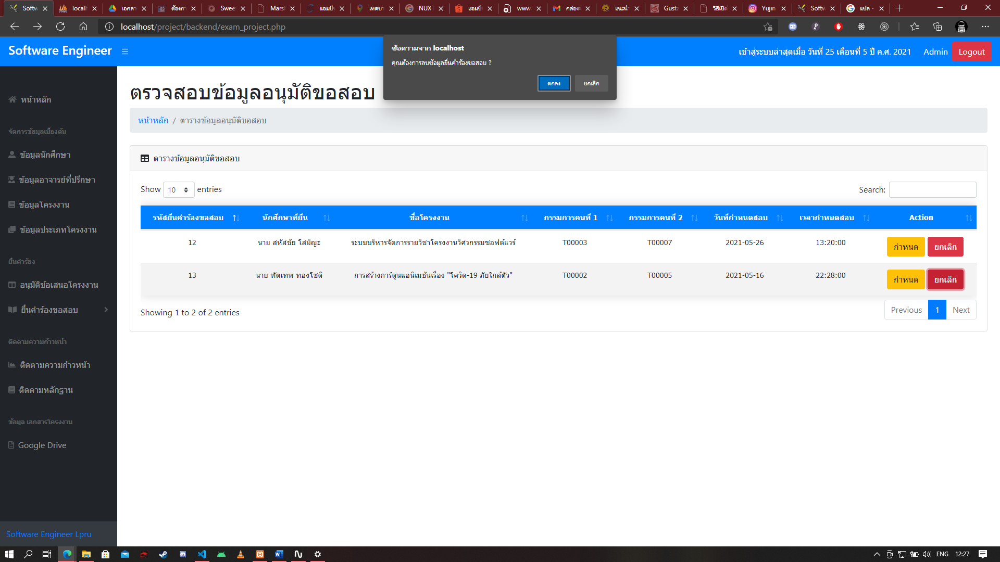 Softw
localh
เอกสา
ต้องกา
Swee
Marsh
แอมป์
เทศบา
NUX
แอมป์
www.
กล่องจ
แนะนำ
Gusta
วิธีเปิด
Yujin
Softw
แปล -
localhost/project/backend/exam_project.php
ข้อความจาก localhost
คุณต้องการลบข้อมูลยื่นคำร้องขอสอบ ?
ตกลง
ยกเลิก
Software Engineer
เข้าสู่ระบบล่าสุดเมื่อ วันที่ 25 เดือนที่ 5 ปี ค.ศ. 2021
Admin
Logout
หน้าหลัก
จัดการข้อมูลเบื้องต้น
ข้อมูลนักศึกษา
ข้อมูลอาจารย์ที่ปรึกษา
ข้อมูลโครงงาน
ข้อมูลประเภทโครงงาน
ยื่นคำร้อง
อนุมัติข้อเสนอโครงงาน
ยื่นคำร้องขอสอบ
ติดตามความก้าวหน้า
ติดตามความก้าวหน้า
ติดตามหลักฐาน
ข้อมูล เอกสารโครงงาน
Google Drive
Software Engineer Lpru
ตรวจสอบข้อมูลอนุมัติขอสอบ
หน้าหลัก / ตารางข้อมูลอนุมัติขอสอบ
ตารางข้อมูลอนุมัติขอสอบ
Show 10 entries
Search:
รหัสยื่นคำร้องขอสอบ นักศึกษาที่ยื่น ชื่อโครงงาน กรรมการคนที่ 1 กรรมการคนที่ 2 วันที่กำหนดสอบ เวลากำหนดสอบ Action
12 นาย สหัสชัย โสมิญะ ระบบบริหารจัดการรายวิชาโครงงานวิศวกรรมซอฟต์แวร์ T00003 T00007 2021-05-26 13:20:00 กำหนด ยกเลิก
13 นาย ทัตเทพ ทองโชติ การสร้างการ์ตูนแอนิเมชันเรื่อง "โควิด-19 ภัยใกล้ตัว" T00002 T00005 2021-05-16 22:28:00 กำหนด ยกเลิก
Showing 1 to 2 of 2 entries
Previous 1 Next
ENG 12:27